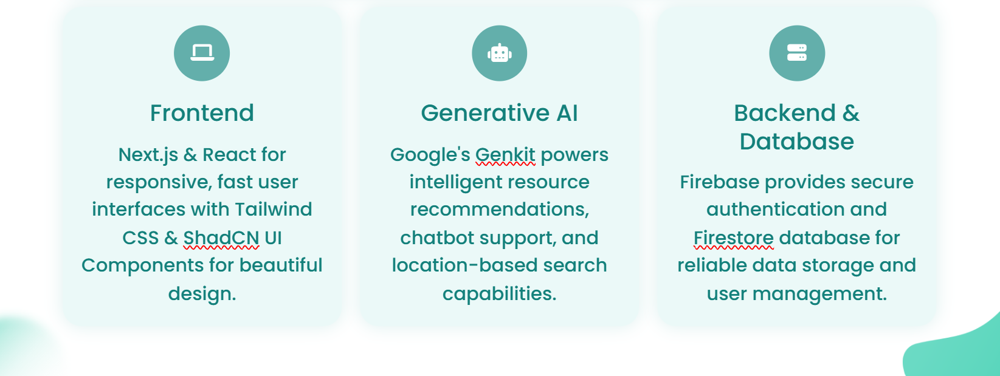 Frontend
Next.js & React for
responsive, fast user
interfaces with Tailwind
CSS & ShadCN UI
Components for beautiful
design.
Generative AI
Google's Genkit powers
intelligent resource
recommendations,
chatbot support, and
location-based search
capabilities.
Backend &
Database
Firebase provides secure
authentication and
Firestore database for
reliable data storage and
user management.